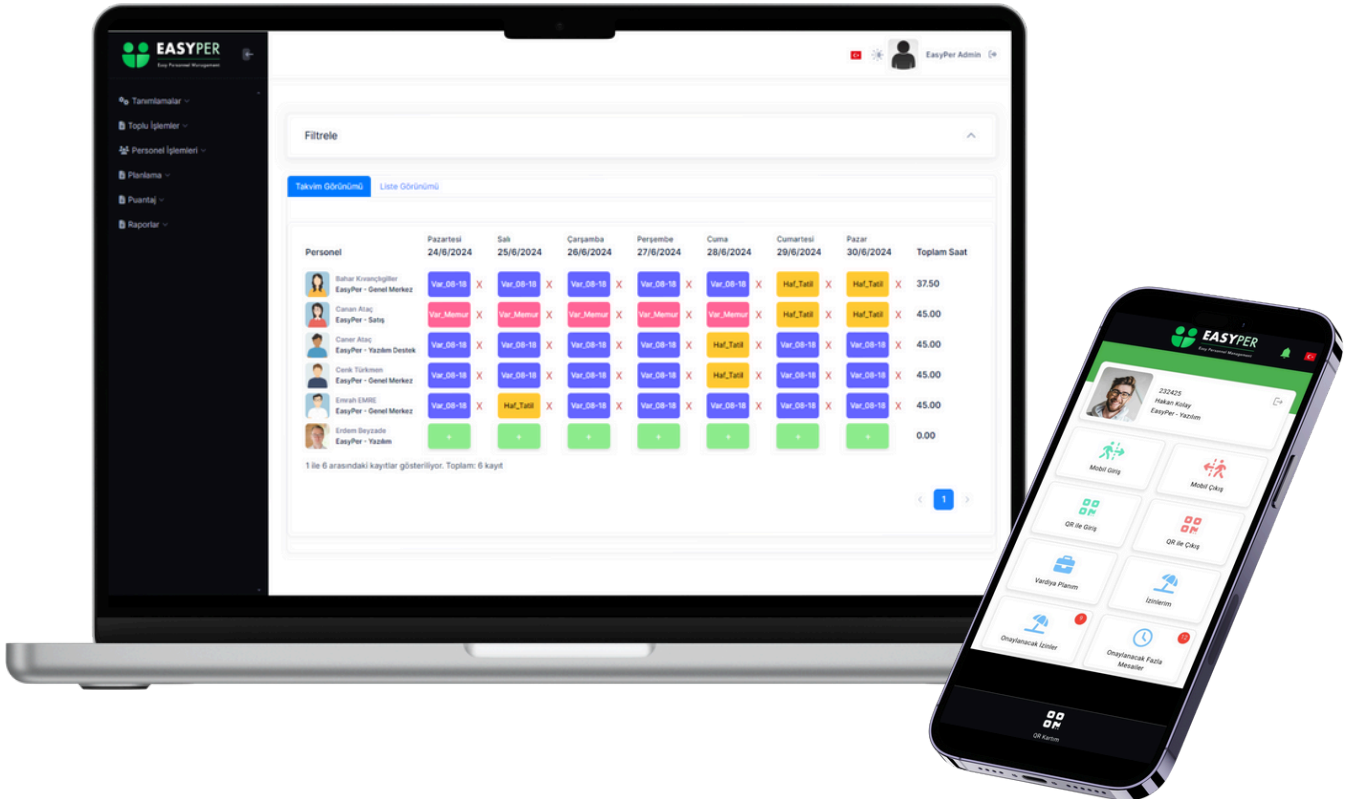 EASYPER
Easy Personnel Management
EasyPer Admin
Tanımlamalar
Toplu İşlemler
Personel İşlemleri
Planlama
Puantaj
Raporlar
Filtrele
Takvim Görünümü Liste Görünümü
Pazartesi Salı Çarşamba Perşembe Cuma Cumartesi Pazar
Personel 24/6/2024 25/6/2024 26/6/2024 27/6/2024 28/6/2024 29/6/2024 30/6/2024 Toplam Saat
Bahar Kıvançlıgiller
EasyPer - Genel Merkez
Var_08-18 X Var_08-18 X Var_08-18 X Var_08-18 X Var_08-18 X Haf_Tatil X Haf_Tatil X 37.50
Canan Ataç
EasyPer - Satış
Var_Memur X Var_Memur X Var_Memur X Var_Memur X Var_Memur X Haf_Tatil X Haf_Tatil X 45.00
Caner Ataç
EasyPer - Yazılım Destek
Var_08-18 X Var_08-18 X Var_08-18 X Var_08-18 X Haf_Tatil X Var_08-18 X Var_08-18 X 45.00
Cenk Türkmen
EasyPer - Genel Merkez
Var_08-18 X Var_08-18 X Var_08-18 X Var_08-18 X Haf_Tatil X Var_08-18 X Var_08-18 X 45.00
Emrah EMRE
EasyPer - Genel Merkez
Var_08-18 X Haf_Tatil X Var_08-18 X Var_08-18 X Var_08-18 X Var_08-18 X Var_08-18 X 45.00
Erdem Beyzade
EasyPer - Yazılım
+ + + + + + + 0.00
1 ile 6 arasındaki kayıtlar gösteriliyor. Toplam: 6 kayıt
< 1 >
EASYPER
Easy Personnel Management
232425
Hakan Kolay
EasyPer - Yazılım
Mobil Giriş
Mobil Çıkış
QR ile Giriş
QR ile Çıkış
Vardiya Planım
İzinlerim
Onaylanacak İzinler
Onaylanacak Fazla
Mesailer
12
QR Kartım